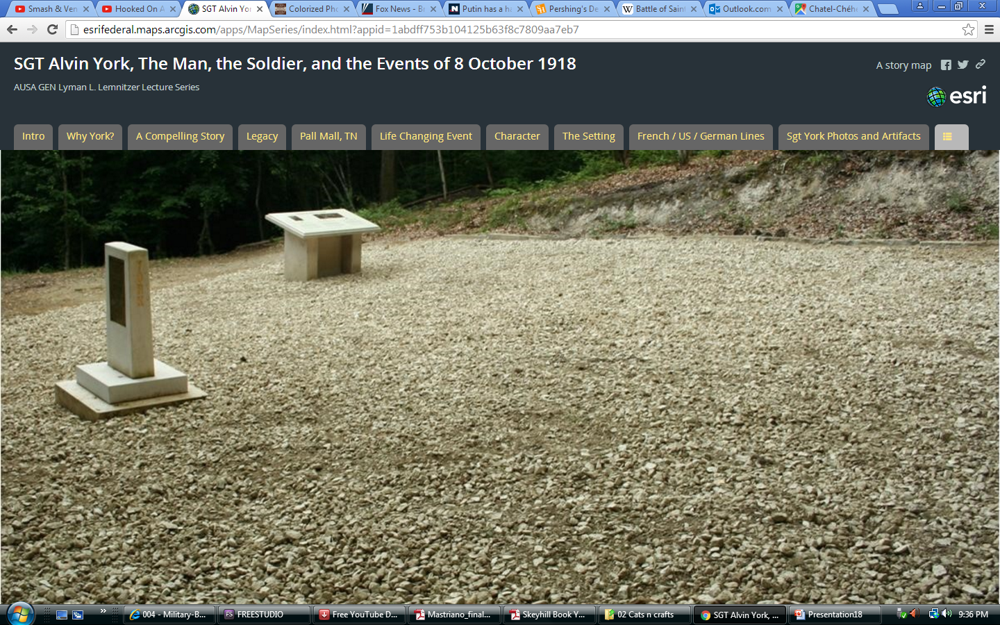 Smash & Ven
Hooked On A
SGT Alvin Yor
Colorized Pho
Fox News - Br
Putin has a ha
Pershing's De
Battle of Saint
Outlook.com
Chatel-Chéhé
esrifederal.maps.arcgis.com/apps/MapSeries/index.html?appid=1abdff753b104125b63f8c7809aa7eb7
SGT Alvin York, The Man, the Soldier, and the Events of 8 October 1918
A story map
AUSA GEN Lyman L. Lemnitzer Lecture Series
esri
Intro
Why York?
A Compelling Story
Legacy
Pall Mall, TN
Life Changing Event
Character
The Setting
French / US / German Lines
Sgt York Photos and Artifacts
004 - Military-B...
FREESTUDIO
Free YouTube D...
Mastriano_final...
Skeyhill Book Y...
02 Cats n crafts
SGT Alvin York, ...
Presentation18
9:36 PM